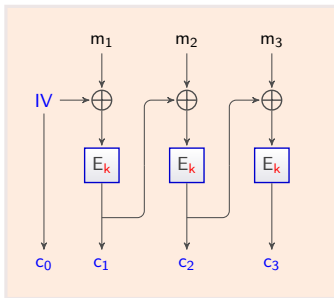 m₁ m₂ m₃
IV
Eₖ Eₖ Eₖ
c₀ c₁ c₂ c₃